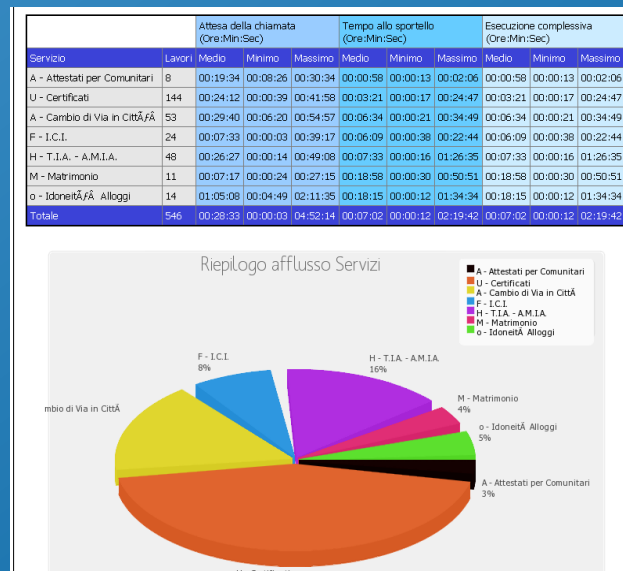 Attesa della chiamata (Ore:Min:Sec) Tempo allo sportello (Ore:Min:Sec) Esecuzione complessiva (Ore:Min:Sec)
Servizio Lavori Medio Minimo Massimo Medio Minimo Massimo Medio Minimo Massimo
A - Attestati per Comunitari 8 00:19:34 00:08:26 00:30:34 00:00:58 00:00:13 00:02:06 00:00:58 00:00:13 00:02:06
U - Certificati 144 00:24:12 00:00:39 00:41:58 00:03:21 00:00:17 00:24:47 00:03:21 00:00:17 00:24:47
A - Cambio di Via in CittÃƒÂ 53 00:29:40 00:06:20 00:54:57 00:06:34 00:00:21 00:34:49 00:06:34 00:00:21 00:34:49
F - I.C.I. 24 00:07:33 00:00:03 00:39:17 00:06:09 00:00:38 00:22:44 00:06:09 00:00:38 00:22:44
H - T.I.A. - A.M.I.A. 48 00:26:27 00:00:14 00:49:08 00:07:33 00:00:16 01:26:35 00:07:33 00:00:16 01:26:35
M - Matrimonio 11 00:07:17 00:00:24 00:27:15 00:18:58 00:00:30 00:50:51 00:18:58 00:00:30 00:50:51
o - IdoneitÃƒÂ Alloggi 14 01:05:08 00:04:49 02:11:35 00:18:15 00:00:12 01:34:34 00:18:15 00:00:12 01:34:34
Totale 546 00:28:33 00:00:03 04:52:14 00:07:02 00:00:12 02:19:42 00:07:02 00:00:12 02:19:42
Riepilogo afflusso Servizi
A - Attestati per Comunitari
U - Certificati
A - Cambio di Via in CittÃ
F - I.C.I.
H - T.I.A. - A.M.I.A.
M - Matrimonio
o - IdoneitÃ Alloggi
F - I.C.I.
8%
H - T.I.A. - A.M.I.A.
16%
mbio di Via in CittÃ
M - Matrimonio
4%
o - IdoneitÃ Alloggi
5%
A - Attestati per Comunitari
3%